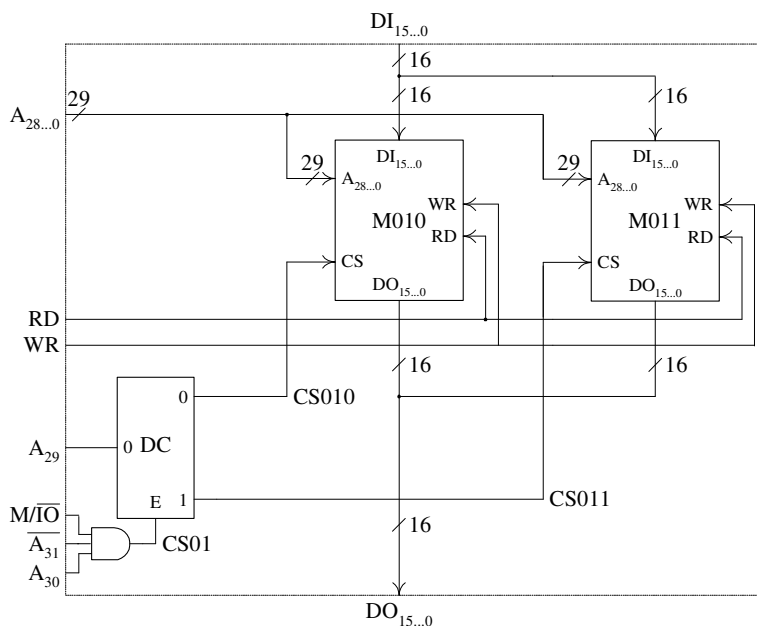 DI15...0
16
16
16
29
A28...0
DI15...0
29
A28...0
WR
M010
RD
CS
DO15...0
DI15...0
29
A28...0
WR
M011
RD
CS
DO15...0
RD
WR
16
16
0
CS010
A29
0 DC
E
1
CS011
M/I̅O̅
A̅3̅1̅
A30
CS01
16
DO15...0